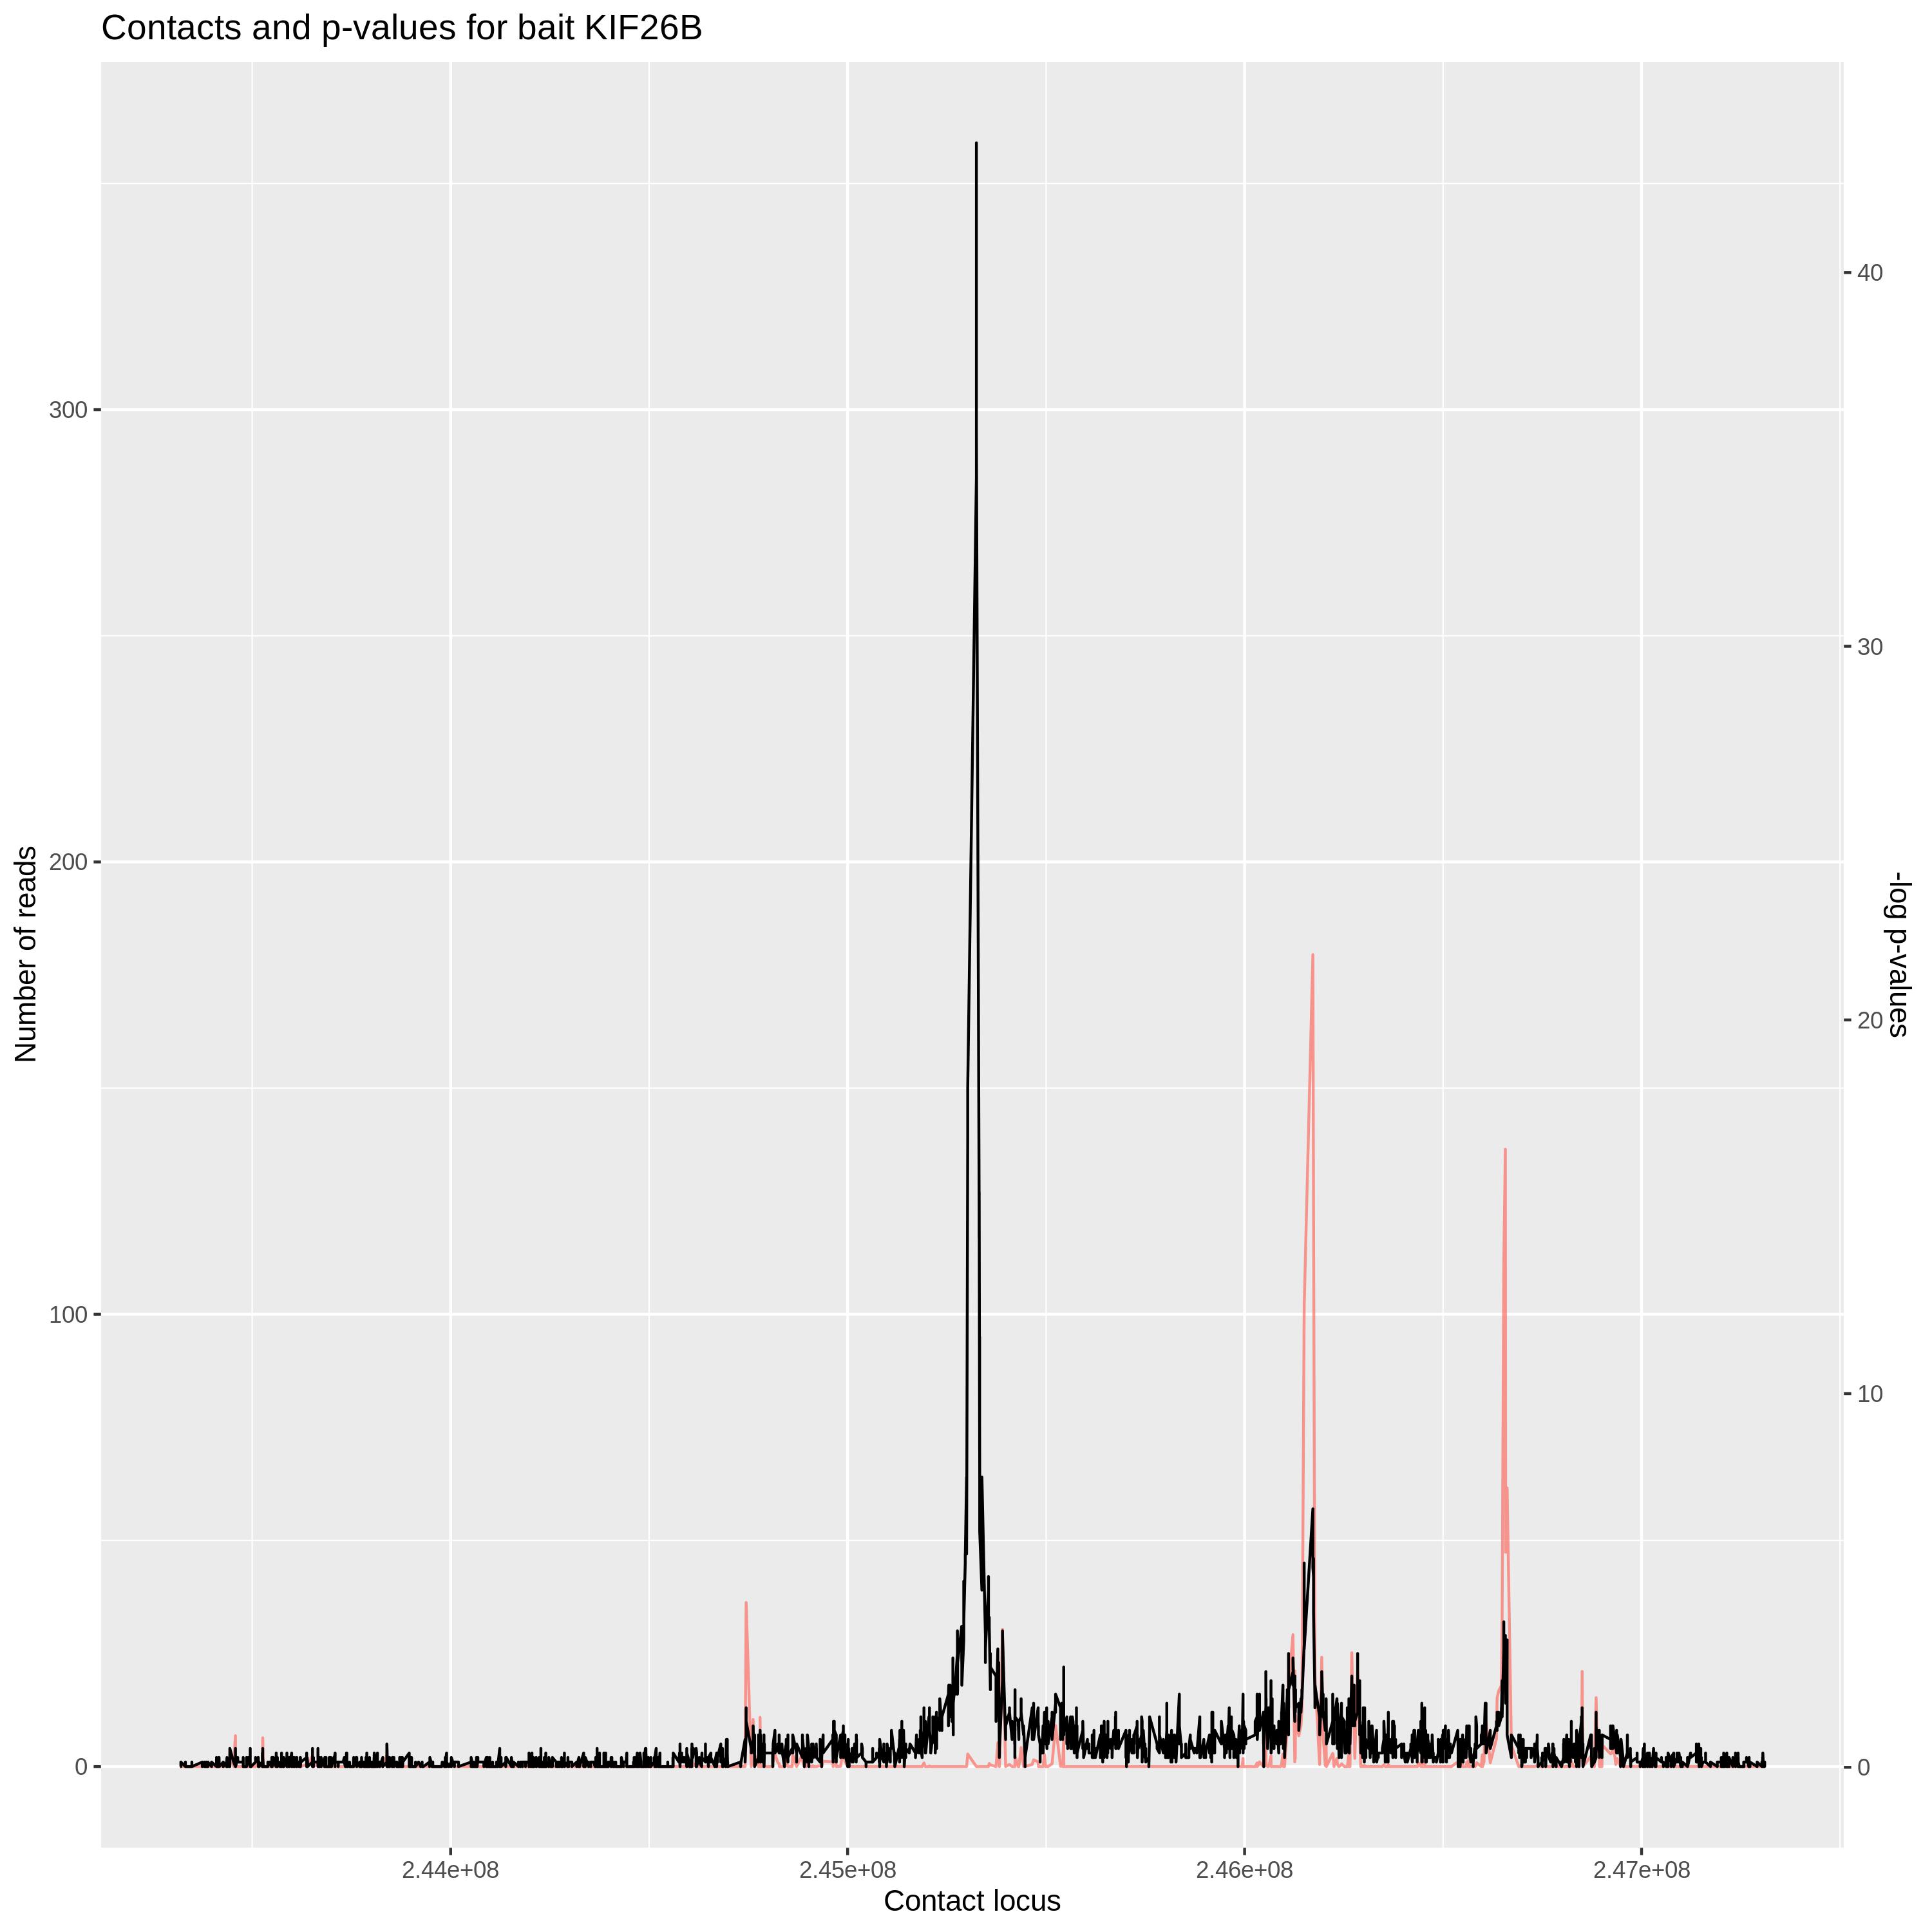 Contacts and p-values for bait KIF26B
Number of reads
300
200
100
0
40
30
20
10
0
-log p-values
2.44e+08 2.45e+08 2.46e+08 2.47e+08
Contact locus